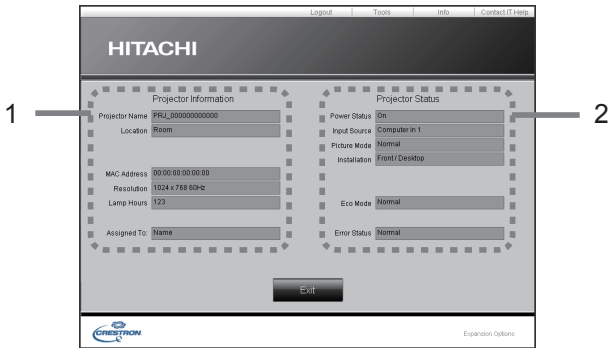 Logout Tools Info Contact IT Help
HITACHI
1
2
Projector Information
Projector Name PRJ_000000000000
Location Room
MAC Address 00:00:00:00:00:00
Resolution 1024 x 768 60Hz
Lamp Hours 123
Assigned To: Name
Projector Status
Power Status On
Input Source Computer in 1
Picture Mode Normal
Installation Front / Desktop
Eco Mode Normal
Error Status Normal
Exit
CRESTRON
Expansion Options